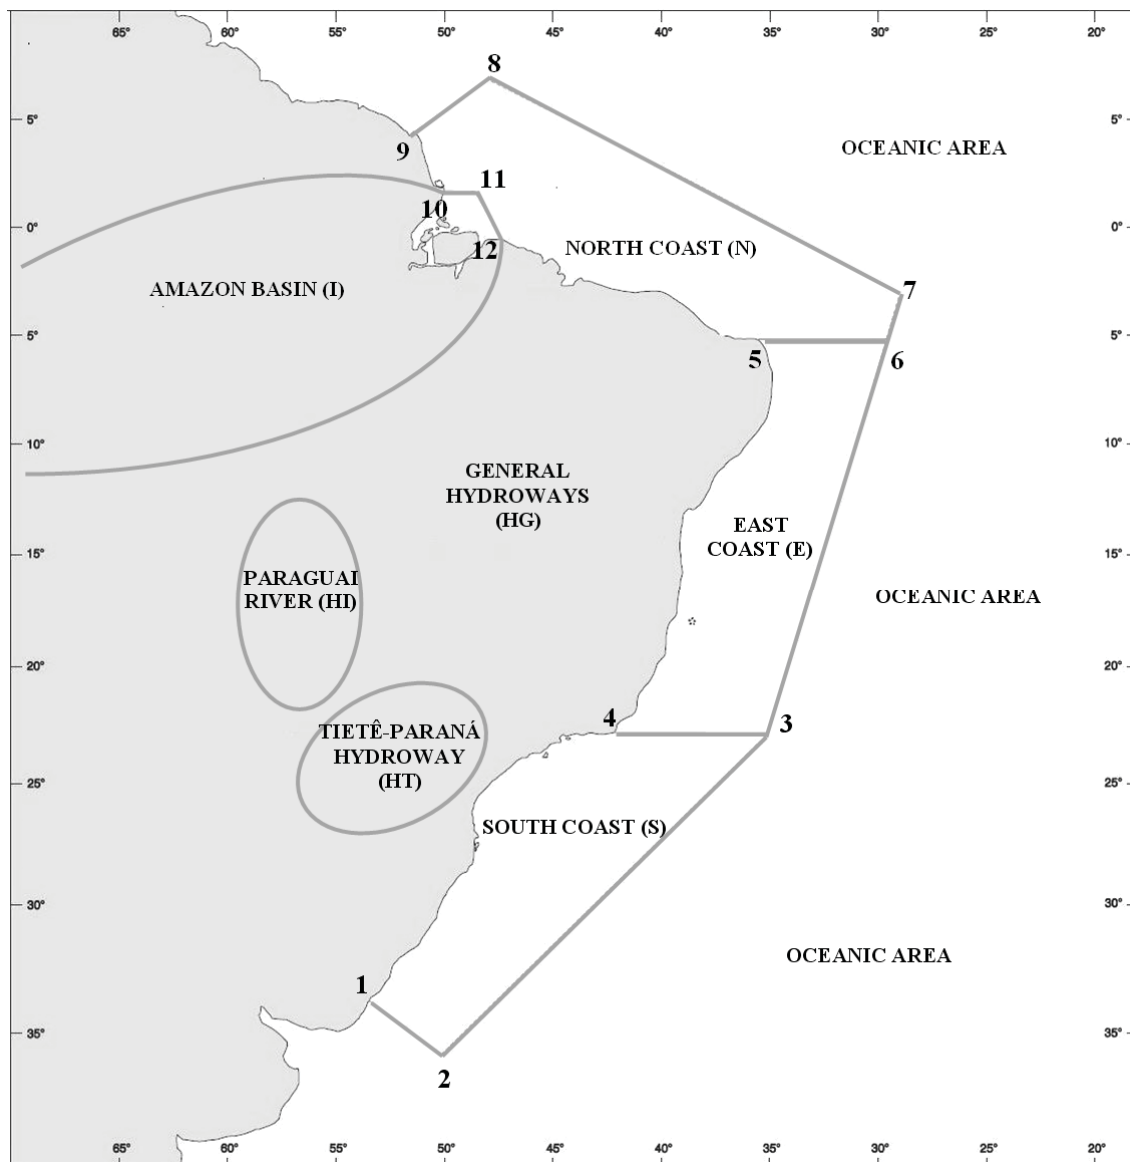 65° 60° 55° 50° 45° 40° 35° 30° 25° 20°
8
5° 5°
OCEANIC AREA
9
11
10
0° 0°
12
NORTH COAST (N)
AMAZON BASIN (I)
7
5° 5°
5
6
10° 10°
GENERAL
HYDROWAYS
(HG)
EAST
COAST (E)
15° 15°
PARAGUAI
RIVER (HI)
OCEANIC AREA
20° 20°
4
3
TIETÊ-PARANÁ
HYDROWAY
(HT)
25° 25°
SOUTH COAST (S)
30° 30°
OCEANIC AREA
1
35° 35°
2
65° 60° 55° 50° 45° 40° 35° 30° 25° 20°